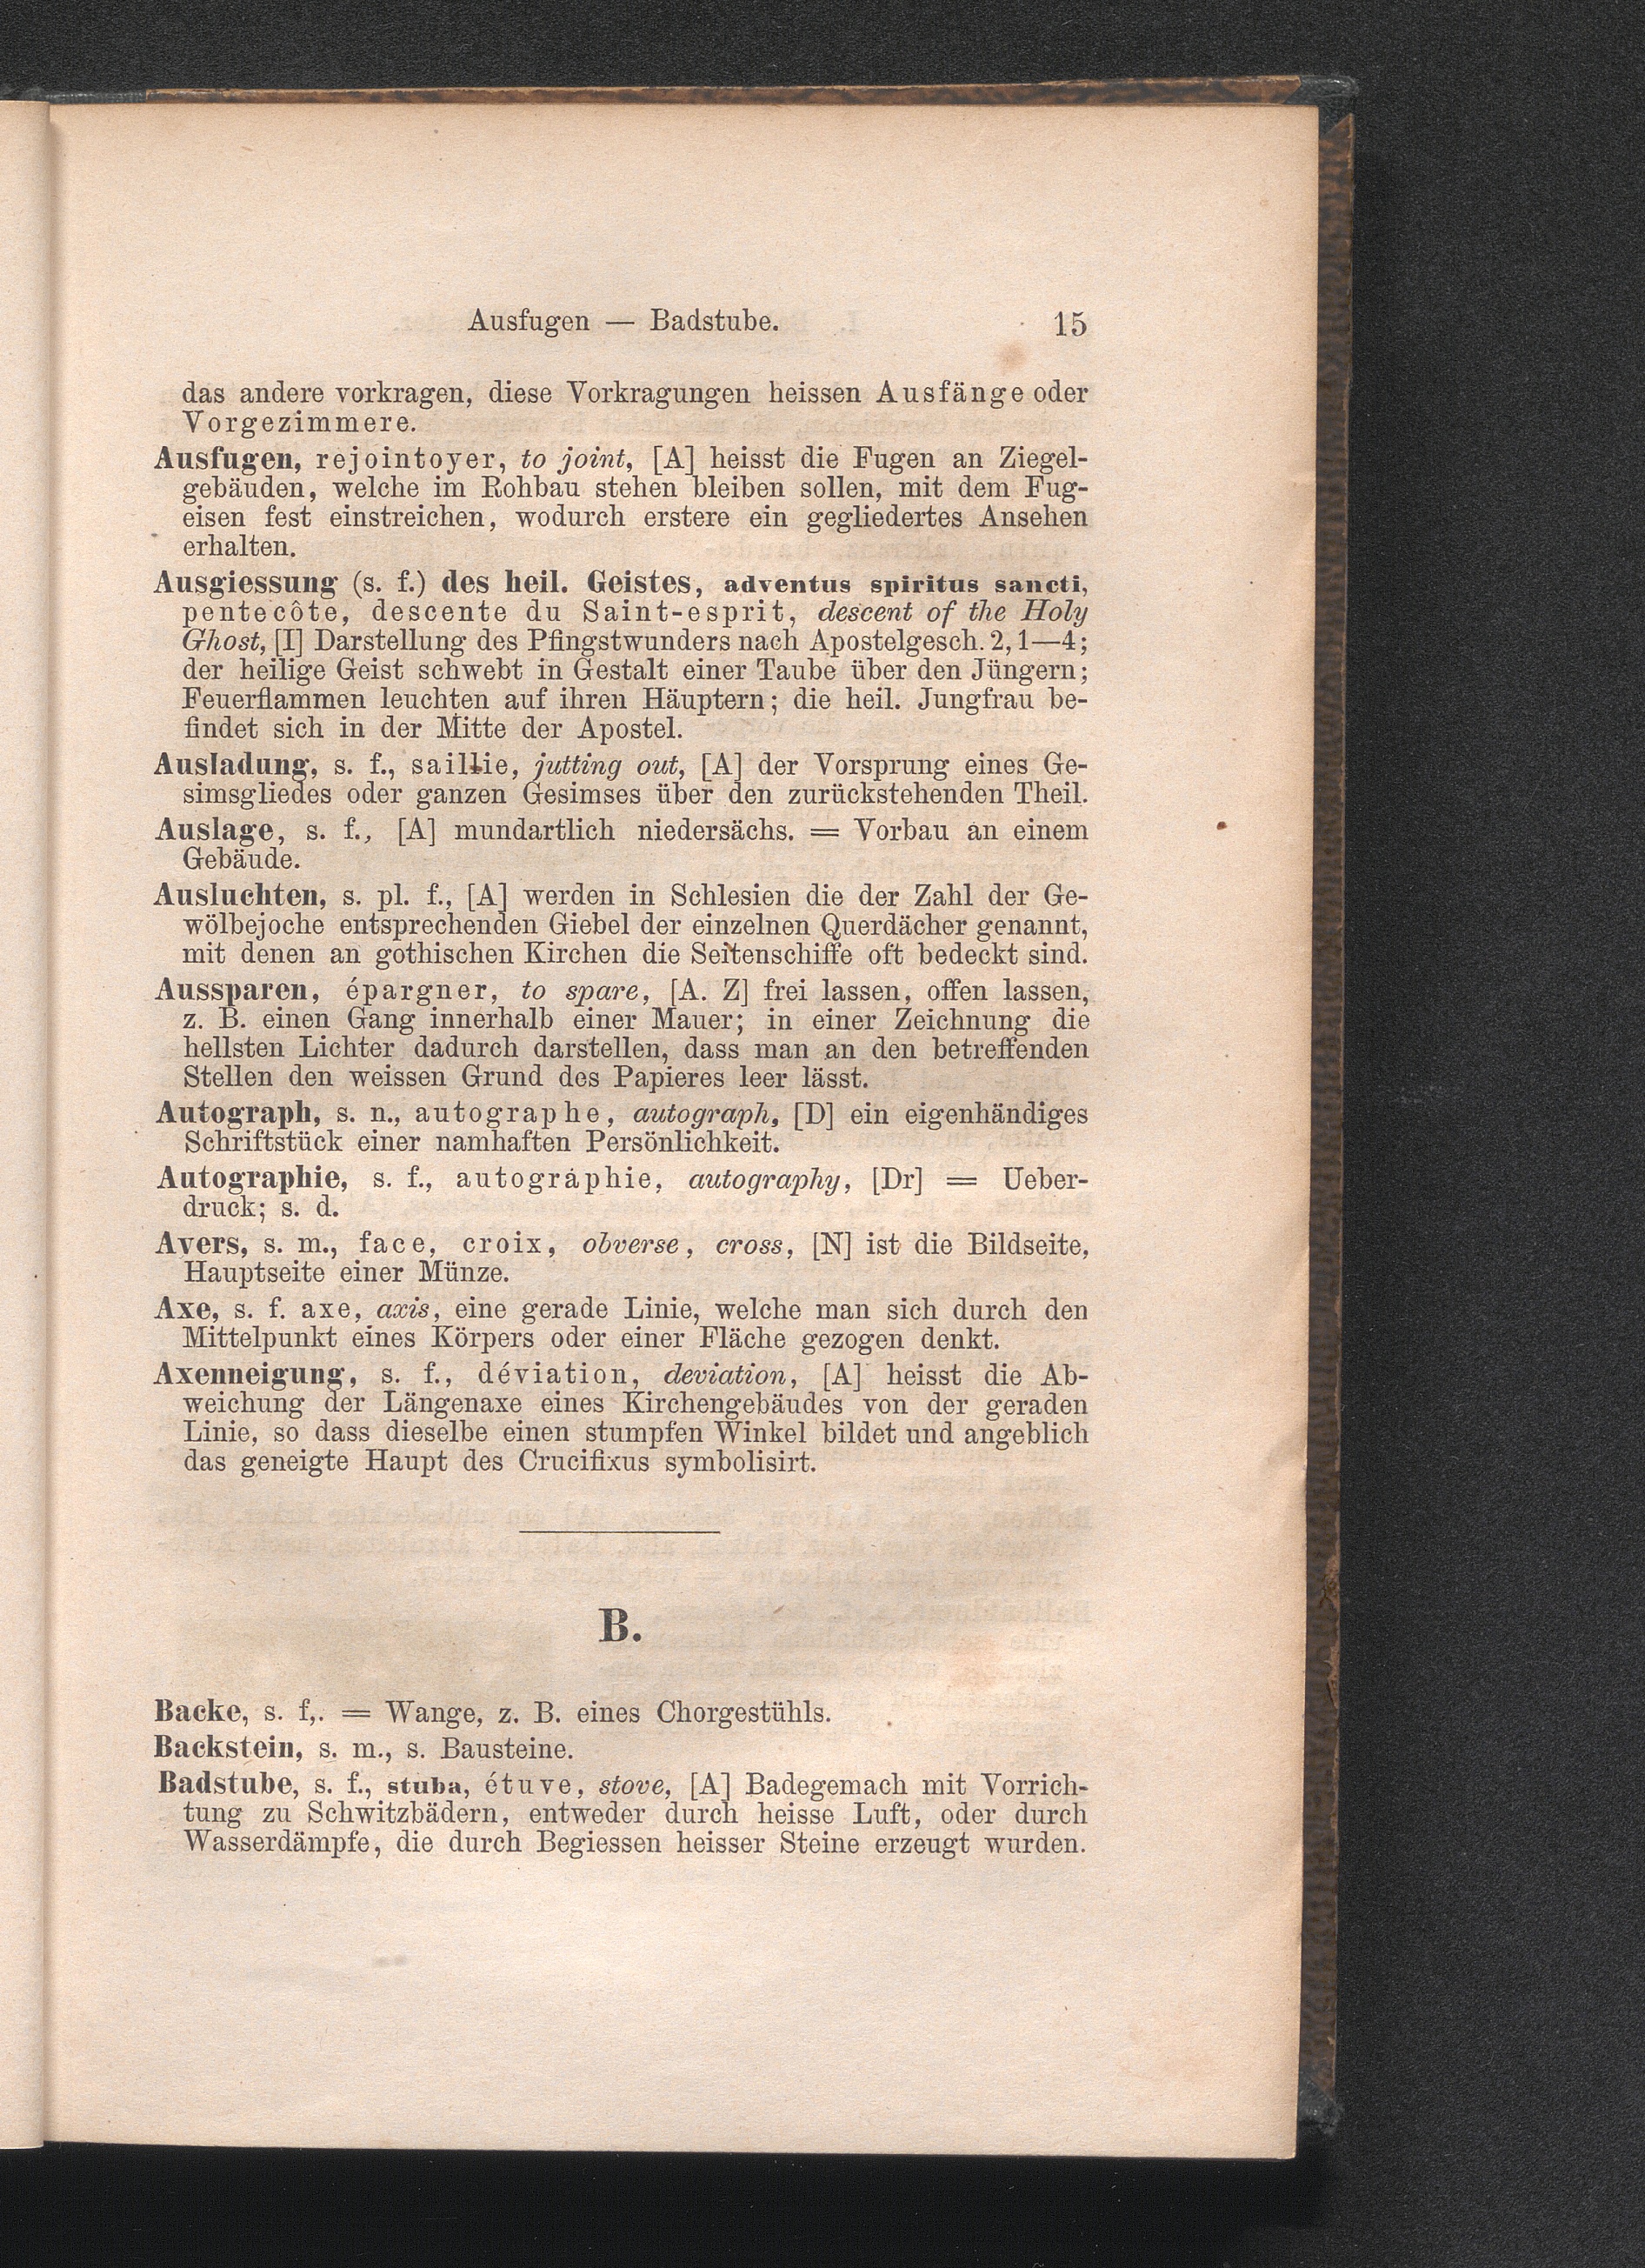 Ausfugen — Badstube. 15
das andere vorkragen, diese Vorkragungen heissen Ausfänge oder
Vorgezimmere.
Ausfugen, rejointoyer, to joint, [A] heisst die Fugen an Ziegel-
gebäuden, welche im Rohbau stehen bleiben sollen, mit dem Fug-
eisen fest einstreichen, wodurch erstere ein gegliedertes Ansehen
erhalten.
Ausgiessung (s. f.) des heil. Geistes, adventus spiritus sancti,
pentecôte, descente du Saint-esprit, descent of the Holy
Ghost, [I] Darstellung des Pfingstwunders nach Apostelgesch. 2, 1—4;
der heilige Geist schwebt in Gestalt einer Taube über den Jüngern;
Feuerflammen leuchten auf ihren Häuptern; die heil. Jungfrau be-
findet sich in der Mitte der Apostel.
Ausladung, s. f., saillie, jutting out, [A] der Vorsprung eines Ge-
simsgliedes oder ganzen Gesimses über den zurückstehenden Theil.
Auslage, s. f., [A] mundartlich niedersächs. = Vorbau an einem
Gebäude.
Ausluchten, s. pl. f., [A] werden in Schlesien die der Zahl der Ge-
wölbejoche entsprechenden Giebel der einzelnen Querdächer genannt,
mit denen an gothischen Kirchen die Seitenschiffe oft bedeckt sind.
Aussparen, épargner, to spare, [A. Z] frei lassen, offen lassen,
z. B. einen Gang innerhalb einer Mauer; in einer Zeichnung die
hellsten Lichter dadurch darstellen, dass man an den betreffenden
Stellen den weissen Grund des Papieres leer lässt.
Autograph, s. n., autographe, autograph, [D] ein eigenhändiges
Schriftstück einer namhaften Persönlichkeit.
Autographie, s. f., autographie, autography, [Dr] = Ueber-
druck; s. d.
Avers, s. m., face, croix, obverse, cross, [N] ist die Bildseite,
Hauptseite einer Münze.
Axe, s. f. axe, axis, eine gerade Linie, welche man sich durch den
Mittelpunkt eines Körpers oder einer Fläche gezogen denkt.
Axenneigung, s. f., déviation, deviation, [A] heisst die Ab-
weichung der Längenaxe eines Kirchengebäudes von der geraden
Linie, so dass dieselbe einen stumpfen Winkel bildet und angeblich
das geneigte Haupt des Crucifixus symbolisirt.
B.
Backe, s. f,. = Wange, z. B. eines Chorgestühls.
Backstein, s. m., s. Bausteine.
Badstube, s. f., stuba, étuve, stove, [A] Badegemach mit Vorrich-
tung zu Schwitzbädern, entweder durch heisse Luft, oder durch
Wasserdämpfe, die durch Begiessen heisser Steine erzeugt wurden.